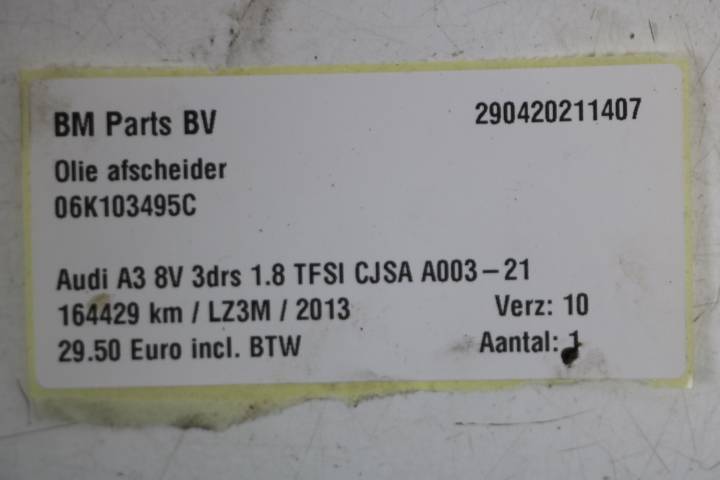 BM Parts BV 290420211407
Olie afscheider
06K103495C
Audi A3 8V 3drs 1.8 TFSI CJSA A003-21
164429 km / LZ3M / 2013 Verz: 10
29.50 Euro incl. BTW Aantal: 1